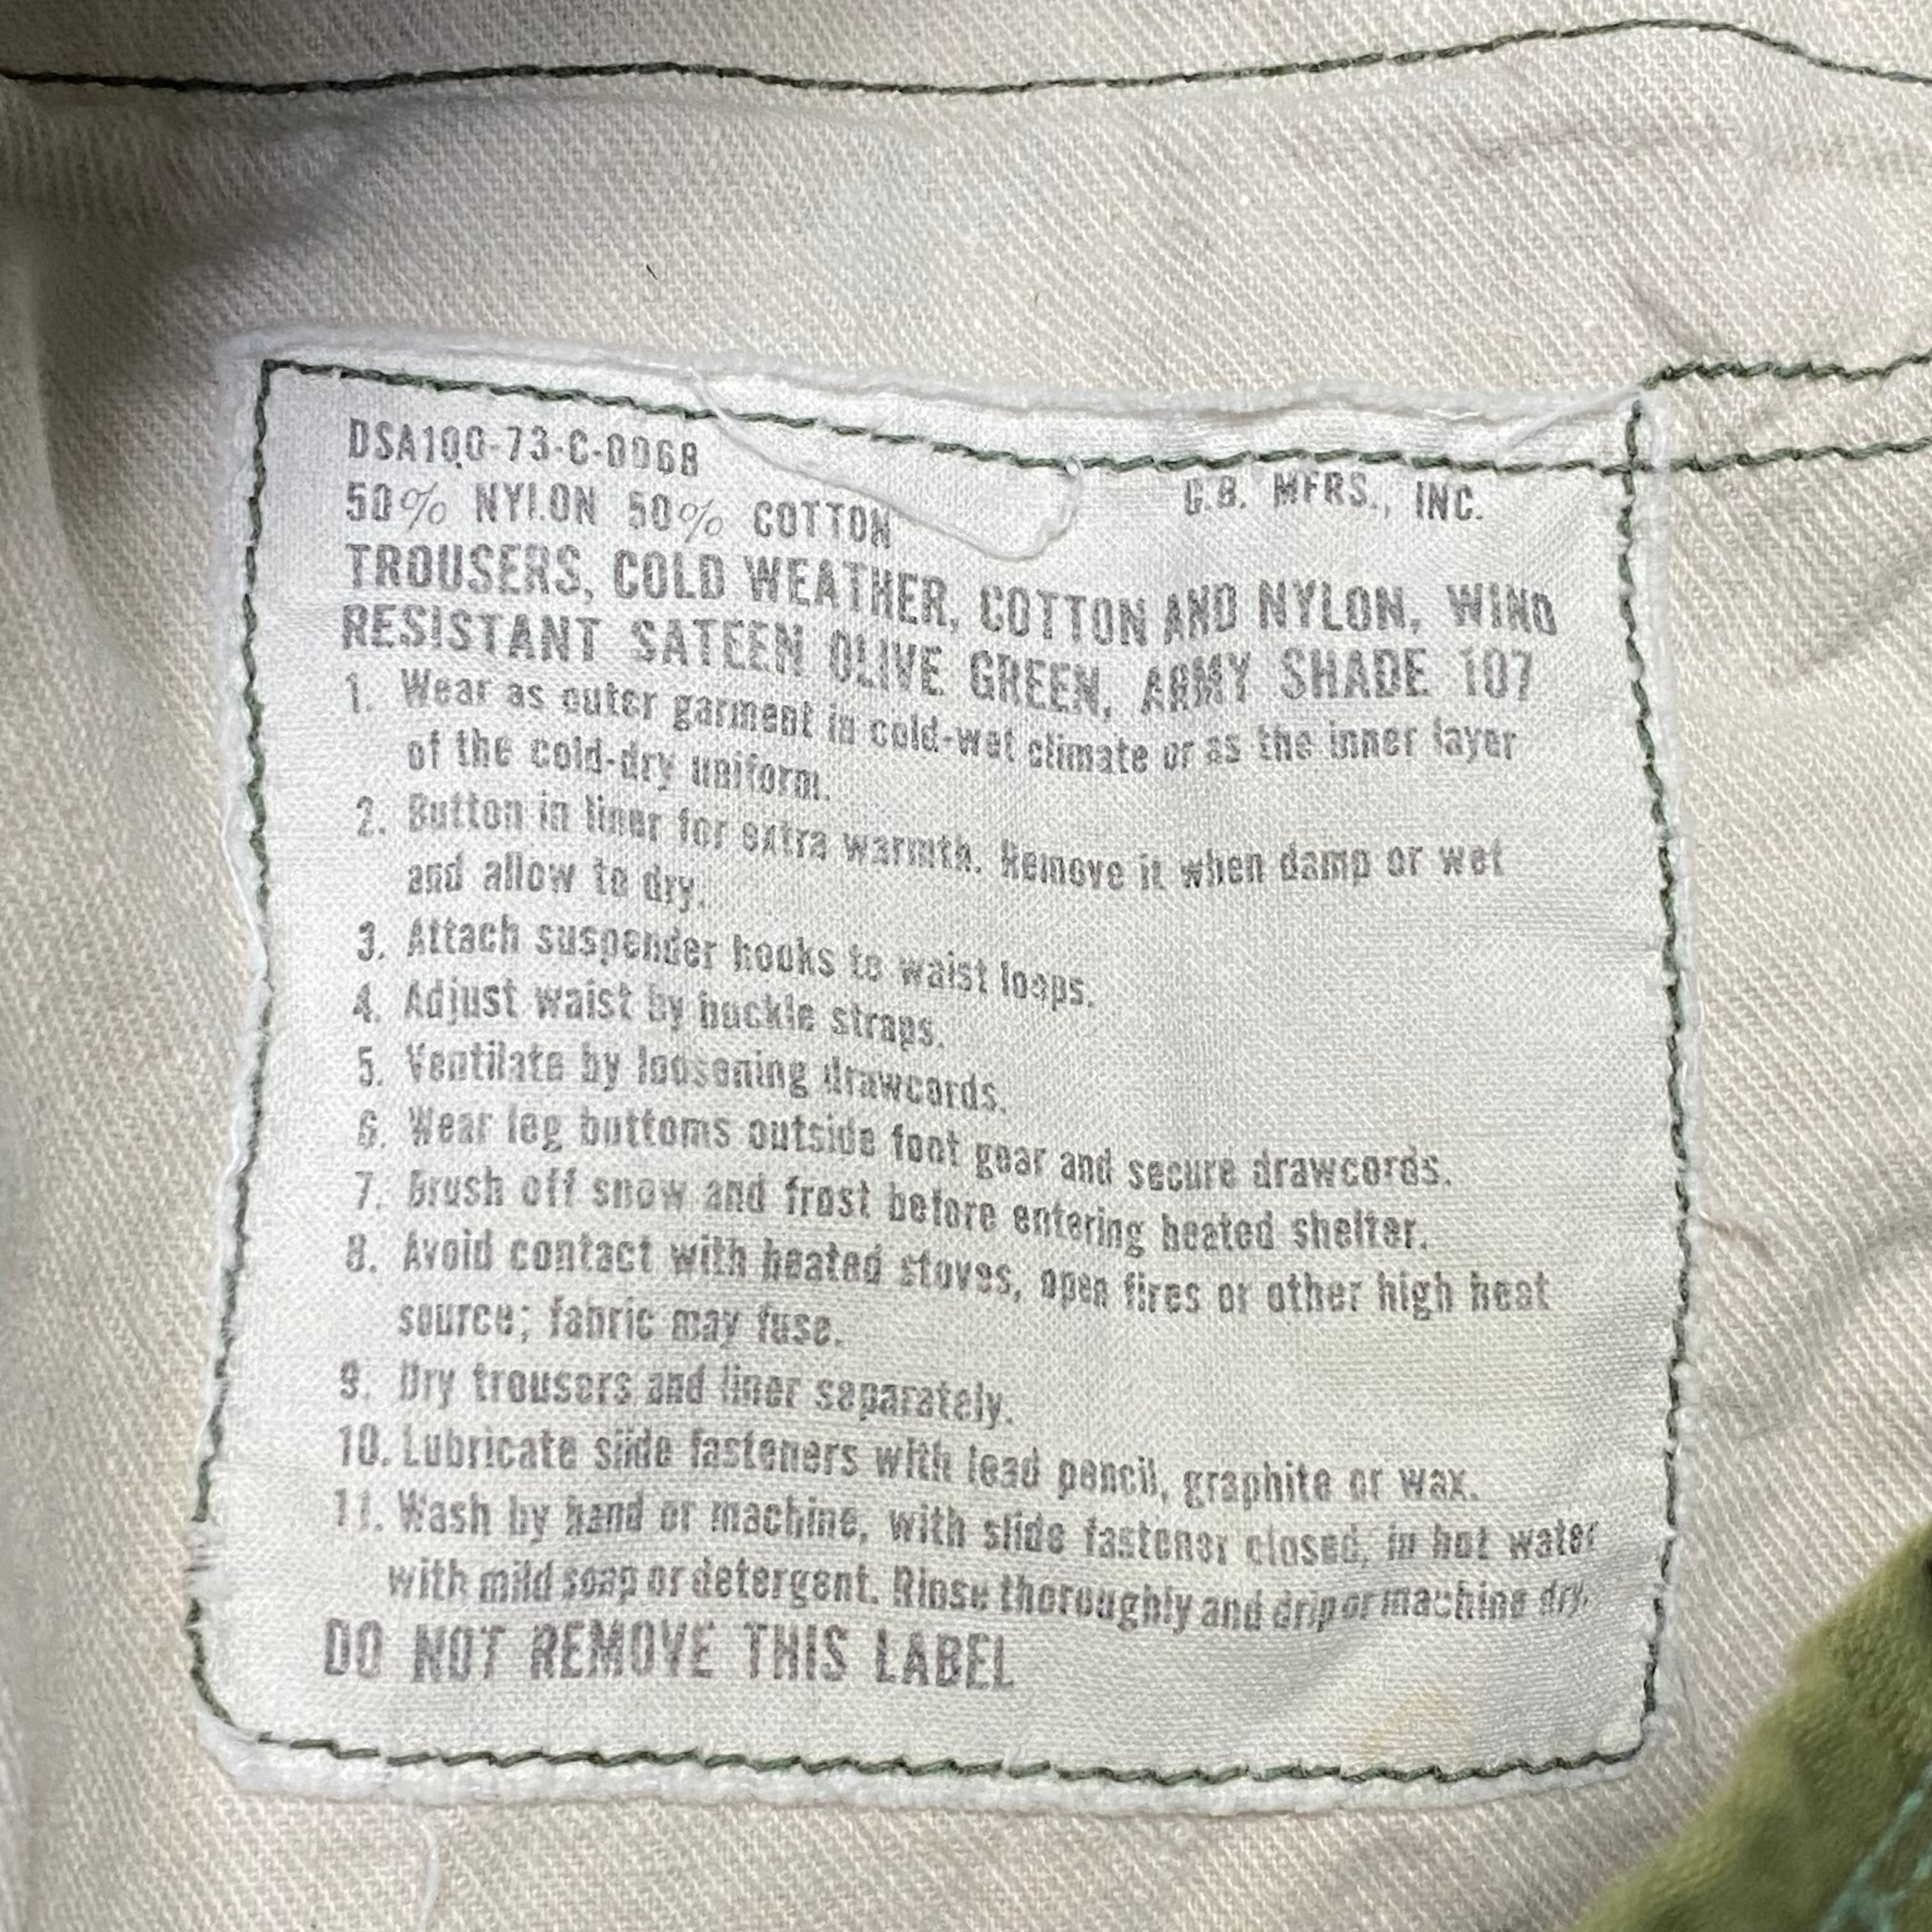 DSA100-73-C-0068
50% NYLON 50% COTTON G.B. MFRS., INC.
TROUSERS, COLD WEATHER, COTTON AND NYLON, WIND
RESISTANT SATEEN OLIVE GREEN, ARMY SHADE 107
1. Wear as outer garment in cold-wet climate or as the inner layer
of the cold-dry uniform.
2. Button in liner for extra warmth. Remove it when damp or wet
and allow to dry.
3. Attach suspender hooks to waist loops.
4. Adjust waist by buckle straps.
5. Ventilate by loosening drawcords.
6. Wear leg bottoms outside foot gear and secure drawcords.
7. Brush off snow and frost before entering heated shelter.
8. Avoid contact with heated stoves, open fires or other high heat
source; fabric may fuse.
9. Dry trousers and liner separately.
10. Lubricate slide fasteners with lead pencil, graphite or wax.
11. Wash by hand or machine, with slide fastener closed, in hot water
with mild soap or detergent. Rinse thoroughly and drip or machine dry.
DO NOT REMOVE THIS LABEL